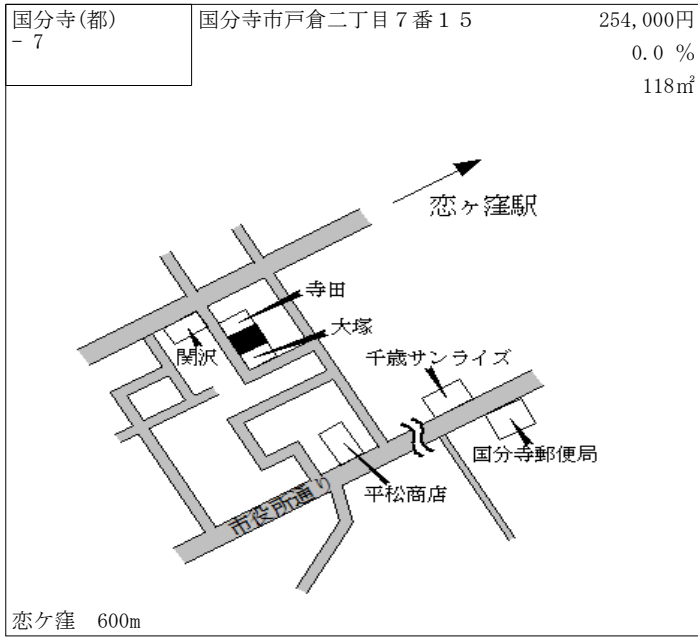 国分寺(都)
－７
国分寺市戸倉二丁目７番１５
254,000円
0.0 %
118㎡
恋ヶ窪駅
寺田
大塚
関沢
千歳サンライズ
国分寺郵便局
平松商店
市役所通り
恋ケ窪　600m